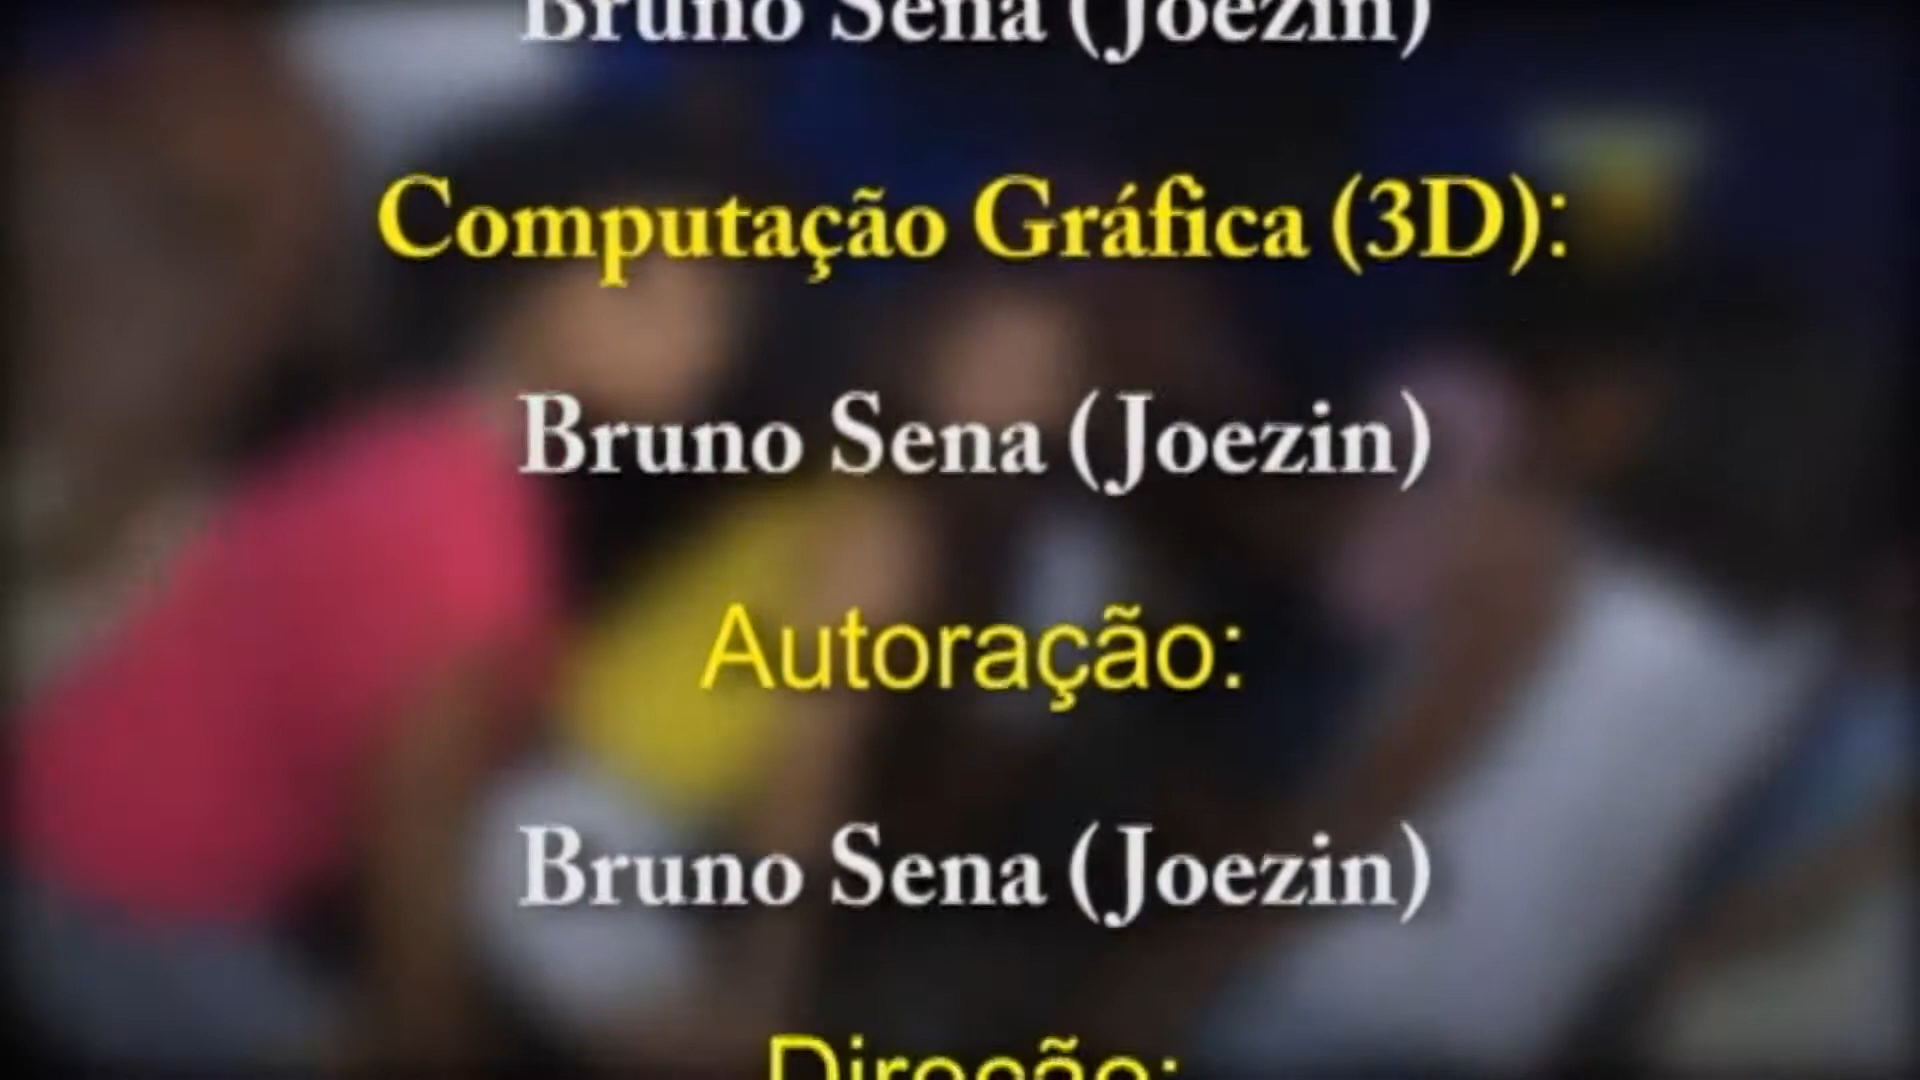 Bruno Sena (Joezin)
Computação Gráfica (3D):
Bruno Sena (Joezin)
Autoração:
Bruno Sena (Joezin)
Direção: